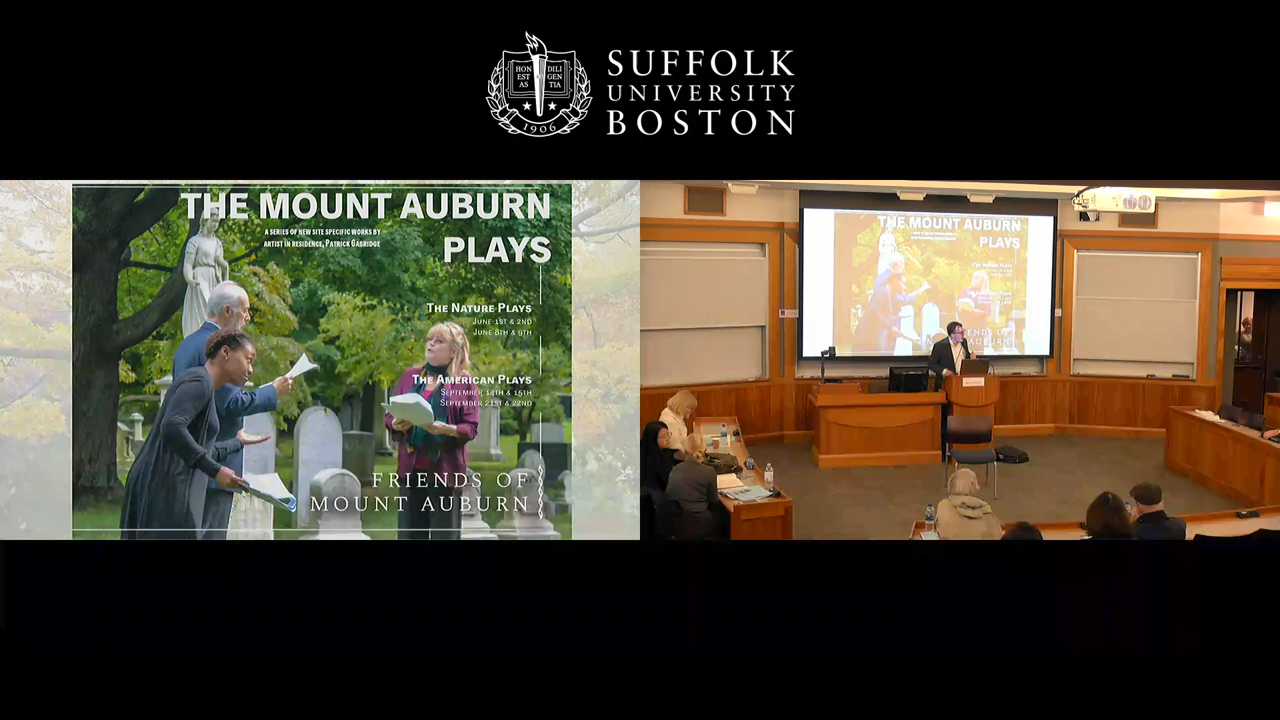 HON
EST
AS
DILI
GEN
TIA
1906
SUFFOLK
UNIVERSITY
BOSTON
THE MOUNT AUBURN
PLAYS
A SERIES OF NEW SITE SPECIFIC WORKS BY
ARTIST IN RESIDENCE, PATRICK GABRIDGE
THE NATURE PLAYS
JUNE 1ST & 2ND
JUNE 8TH & 9TH
THE AMERICAN PLAYS
SEPTEMBER 14TH & 15TH
SEPTEMBER 21ST & 22ND
FRIENDS OF
MOUNT AUBURN
THE MOUNT AUBURN
PLAYS